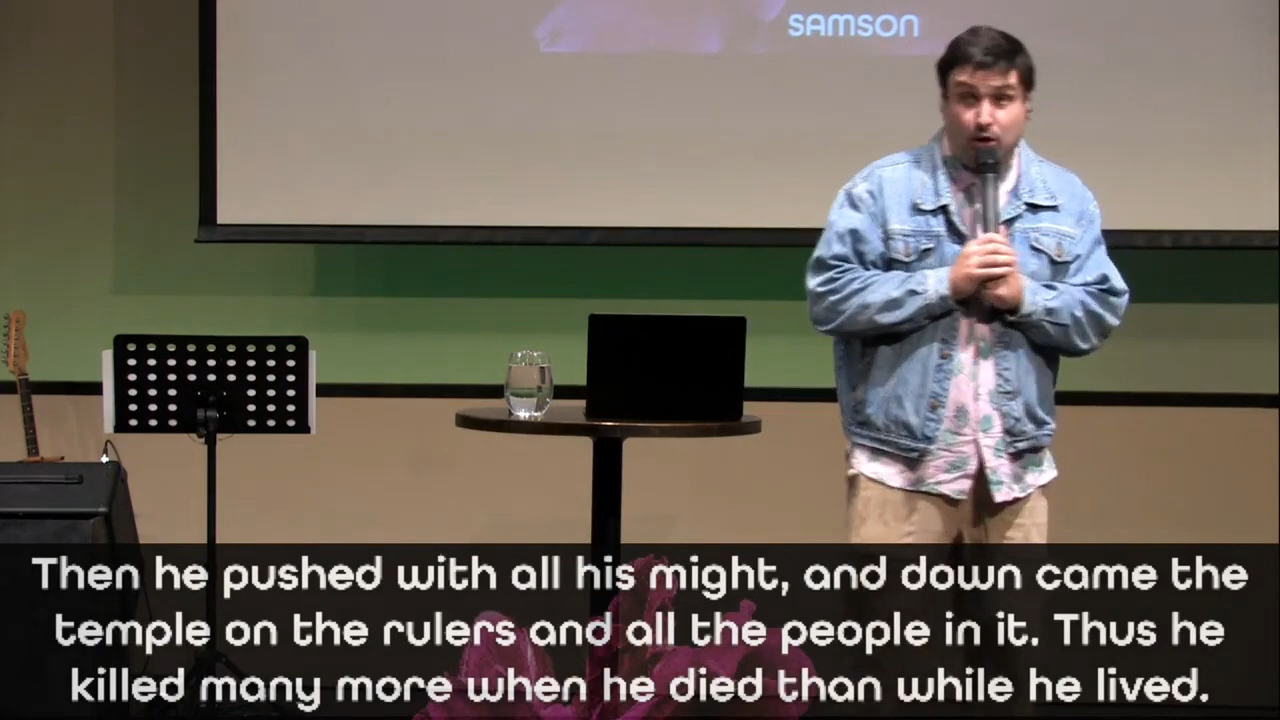 SAMSON
Then he pushed with all his might, and down came the
temple on the rulers and all the people in it. Thus he
killed many more when he died than while he lived.